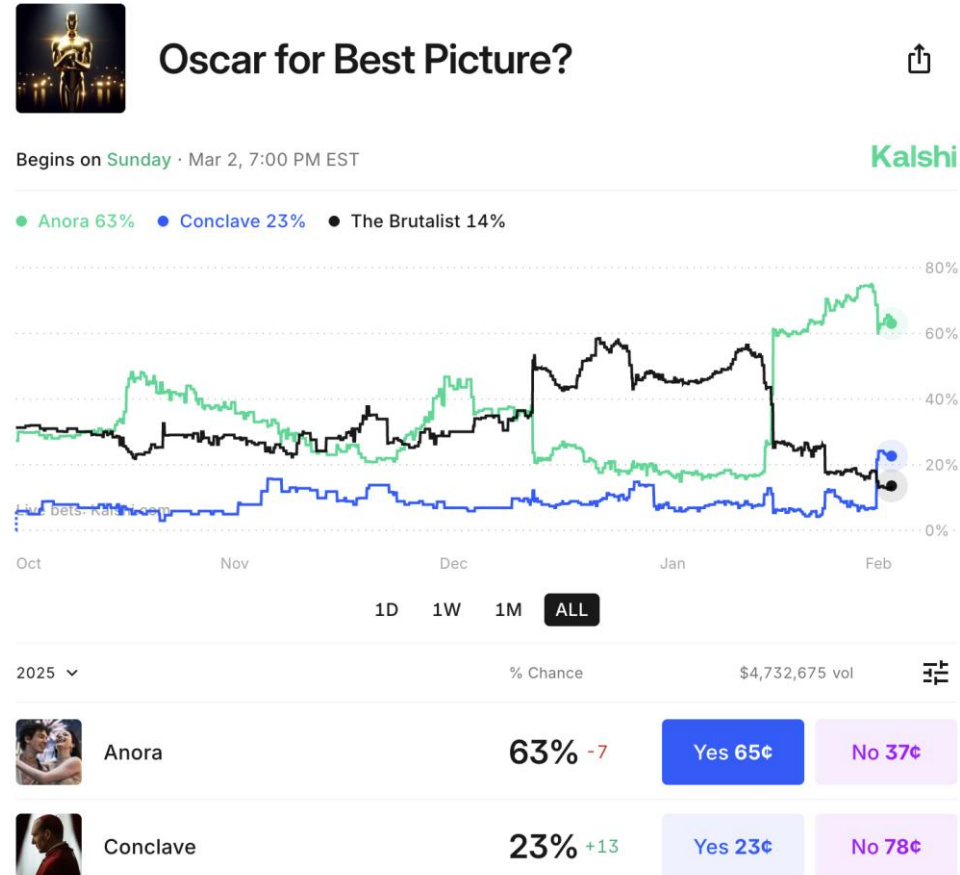 Oscar for Best Picture?
Begins on Sunday · Mar 2, 7:00 PM EST
Kalshi
Anora 63% Conclave 23% The Brutalist 14%
80%
60%
40%
20%
Live bets: Kalshi.com
0%
Oct Nov Dec Jan Feb
1D 1W 1M ALL
2025 % Chance $4,732,675 vol
Anora 63% -7 Yes 65¢ No 37¢
Conclave 23% +13 Yes 23¢ No 78¢